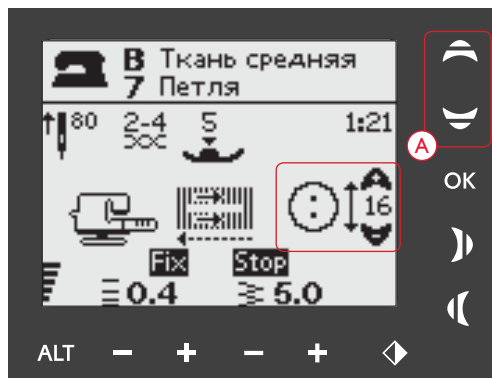 B Ткань средняя
7 Петля
80 2-4 5 1:21
A
16
OK
Fix Stop
0.4 5.0
ALT - + - +